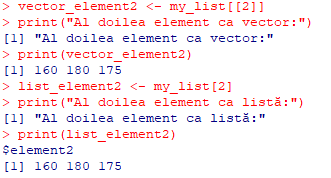 > vector_element2 <- my_list[[2]]
> print("Al doilea element ca vector:")
[1] "Al doilea element ca vector:"
> print(vector_element2)
[1] 160 180 175
> list_element2 <- my_list[2]
> print("Al doilea element ca listă:")
[1] "Al doilea element ca listă:"
> print(list_element2)
$element2
[1] 160 180 175